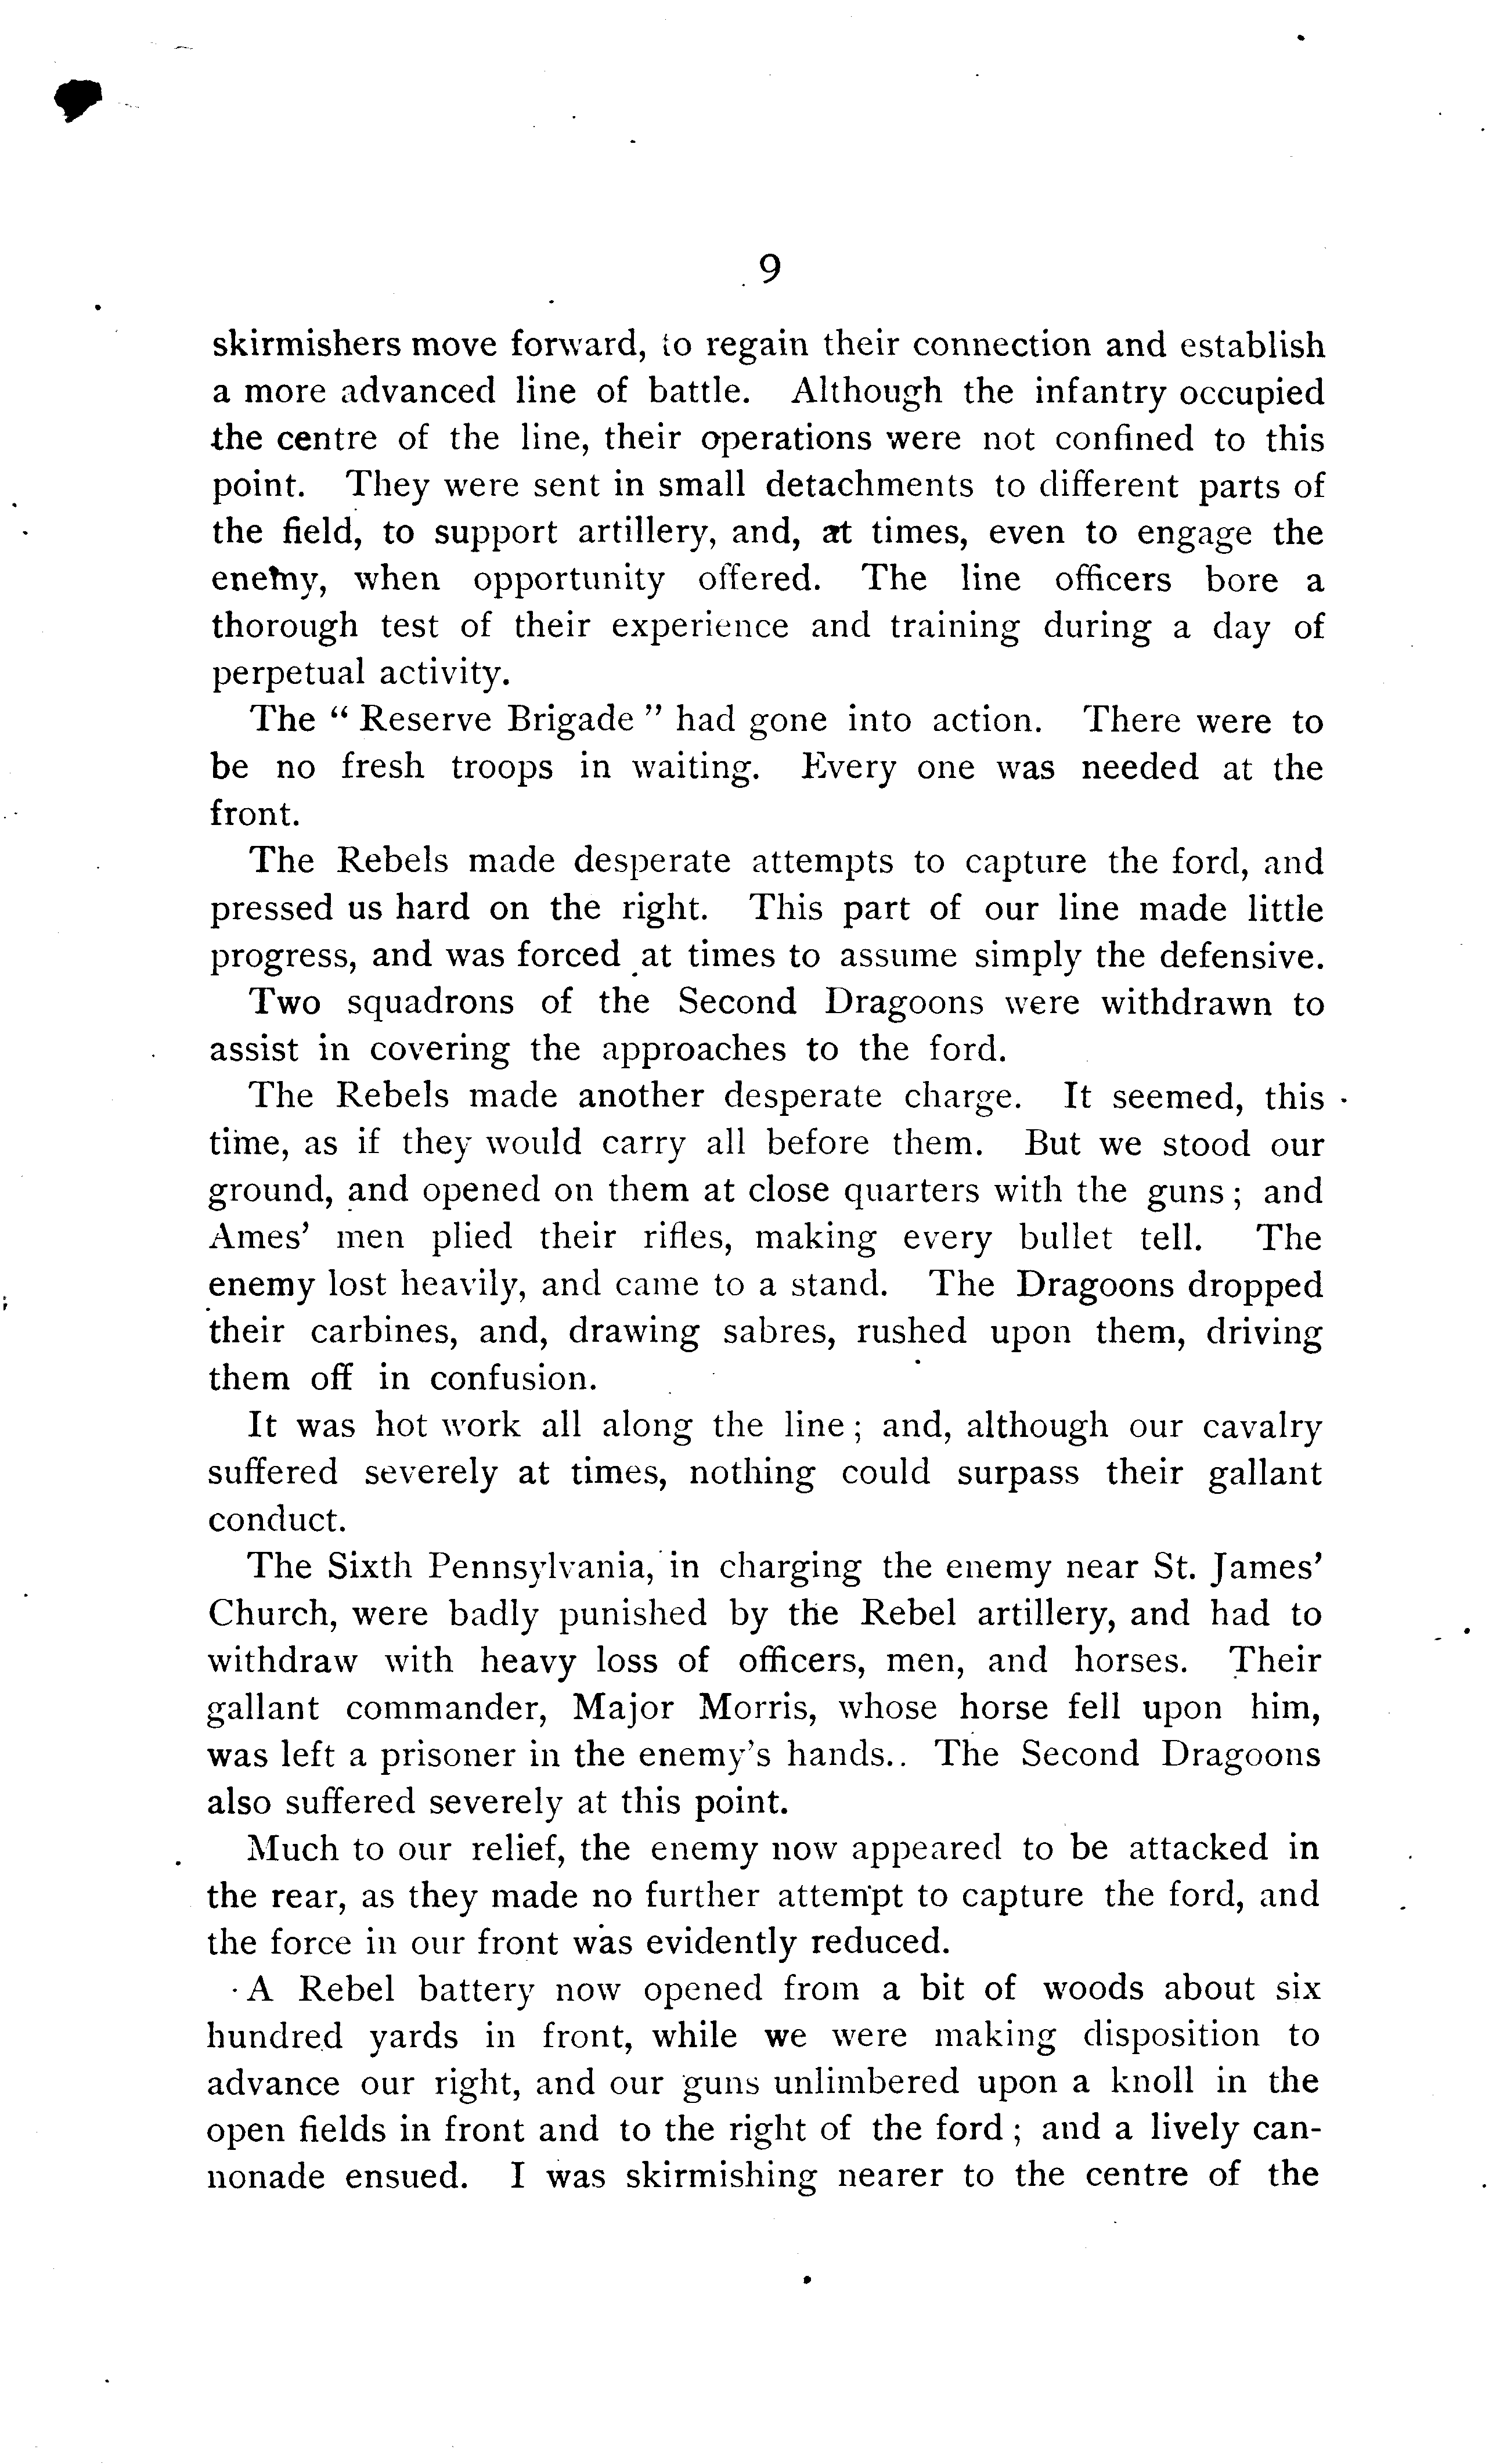 9
skirmishers move forward, to regain their connection and establish
a more advanced line of battle. Although the infantry occupied
the centre of the line, their operations were not confined to this
point. They were sent in small detachments to different parts of
the field, to support artillery, and, at times, even to engage the
enemy, when opportunity offered. The line officers bore a
thorough test of their experience and training during a day of
perpetual activity.
The “ Reserve Brigade ” had gone into action. There were to
be no fresh troops in waiting. Every one was needed at the
front.
The Rebels made desperate attempts to capture the ford, and
pressed us hard on the right. This part of our line made little
progress, and was forced at times to assume simply the defensive.
Two squadrons of the Second Dragoons were withdrawn to
assist in covering the approaches to the ford.
The Rebels made another desperate charge. It seemed, this
time, as if they would carry all before them. But we stood our
ground, and opened on them at close quarters with the guns ; and
Ames’ men plied their rifles, making every bullet tell. The
enemy lost heavily, and came to a stand. The Dragoons dropped
their carbines, and, drawing sabres, rushed upon them, driving
them off in confusion.
It was hot work all along the line ; and, although our cavalry
suffered severely at times, nothing could surpass their gallant
conduct.
The Sixth Pennsylvania, in charging the enemy near St. James’
Church, were badly punished by the Rebel artillery, and had to
withdraw with heavy loss of officers, men, and horses. Their
gallant commander, Major Morris, whose horse fell upon him,
was left a prisoner in the enemy’s hands.. The Second Dragoons
also suffered severely at this point.
Much to our relief, the enemy now appeared to be attacked in
the rear, as they made no further attempt to capture the ford, and
the force in our front was evidently reduced.
A Rebel battery now opened from a bit of woods about six
hundred yards in front, while we were making disposition to
advance our right, and our guns unlimbered upon a knoll in the
open fields in front and to the right of the ford ; and a lively can-
nonade ensued. I was skirmishing nearer to the centre of the